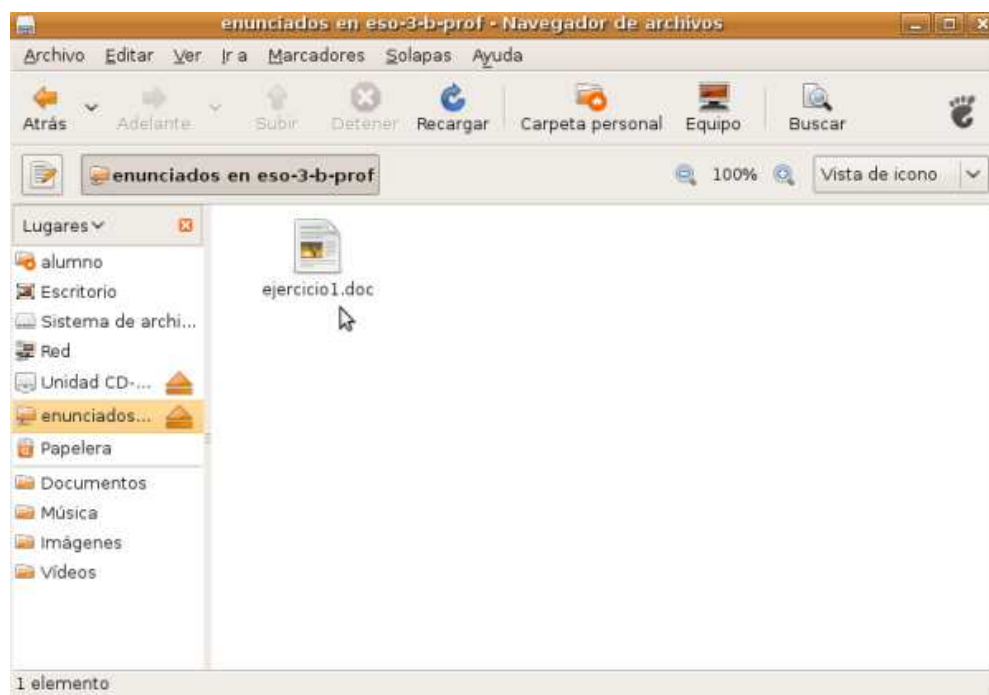 enunciados en eso-3-b-prof - Navegador de archivos
Archivo Editar Ver Ir a Marcadores Solapas Ayuda
Atrás Adelante Subir Detener Recargar Carpeta personal Equipo Buscar
enunciados en eso-3-b-prof 100% Vista de icono
Lugares
alumno
Escritorio
Sistema de archi...
Red
Unidad CD-...
enunciados...
Papelera
Documentos
Música
Imágenes
Vídeos
ejercicio1.doc
1 elemento